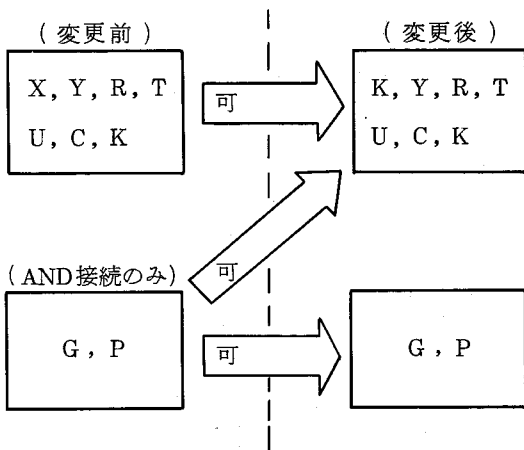 (変更前)
(変更後)
X, Y, R, T
U, C, K
可
K, Y, R, T
U, C, K
(AND接続のみ)
可
G, P
可
G, P